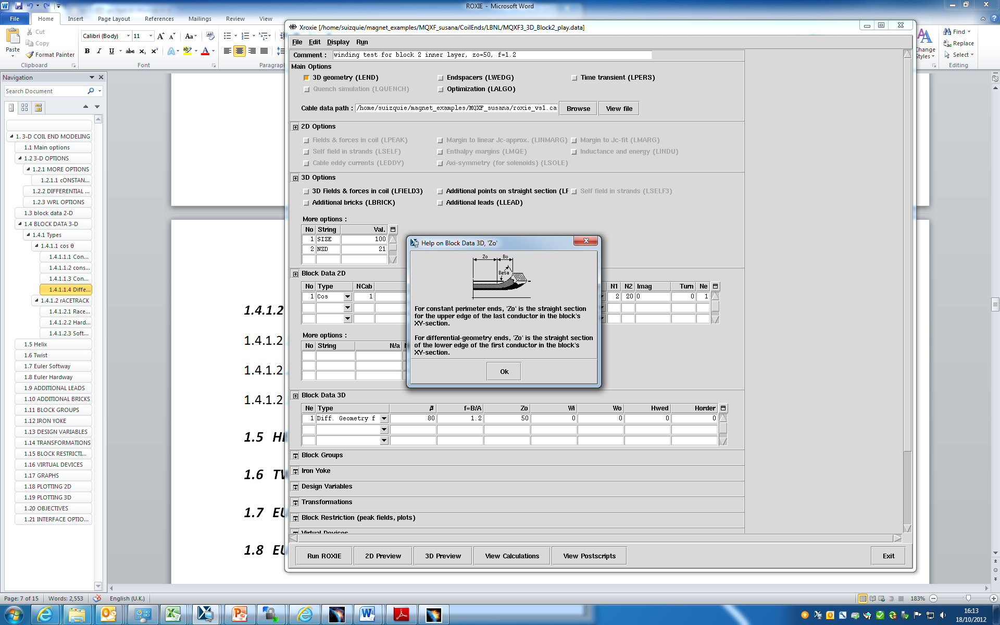 ROXIE - Microsoft Word
File Home Insert Page Layout References Mailings Review View
Paste Cut Copy Format Painter Clipboard
Calibri (Body) 11 Font Paragraph
Find Replace Select Editing
Change Styles
Navigation
Search Document
1. 3-D COIL END MODELING
1.1 Main options
1.2 3-D OPTIONS
1.2.1 MORE OPTIONS
1.2.1.1 cONSTAN...
1.2.2 DIFFERENTIAL ...
1.2.3 WRL OPTIONS
1.3 block data 2-D
1.4 BLOCK DATA 3-D
1.4.1 Types
1.4.1.1 cos θ
1.4.1.1.1 Con...
1.4.1.1.2 cons...
1.4.1.1.3 Con...
1.4.1.1.4 Diffe...
1.4.1.2 rACETRACK
1.4.1.2.1 Race...
1.4.1.2.2 Hard...
1.4.1.2.3 Soft...
1.5 Helix
1.6 Twist
1.7 Euler Softway
1.8 Euler Hardway
1.9 ADDITIONAL LEADS
1.10 ADDITIONAL BRICKS
1.11 BLOCK GROUPS
1.12 IRON YOKE
1.13 DESIGN VARIABLES
1.14 TRANSFORMATIONS
1.15 BLOCK RESTRICTI...
1.16 VIRTUAL DEVICES
1.17 GRAPHS
1.18 PLOTTING 2D
1.19 PLOTTING 3D
1.20 OBJECTIVES
1.21 INTERFACE OPTIO...
1.4.1.2
1.4.1.2
1.4.1.2
1.4.1.2
1.5 HE
1.6 TW
1.7 EU
1.8 EU
Xroxie [/home/suizquie/magnet_examples/MQXF_susana/CoilEnds/LBNL/MQXF3_3D_Block2_play.data]
File Edit Display Run
Comment : winding test for block 2 inner layer, zo=50, f=1.2
Main Options
3D geometry (LEND) Endspacers (LWEDG) Time transient (LPERS)
Quench simulation (LQUENCH) Optimization (LALGO)
Cable data path : /home/suizquie/magnet_examples/MQXF_susana/roxie_vs1.ca Browse View file
2D Options
Fields & forces in coil (LPEAK) Margin to linear Jc-approx. (LINMARG) Margin to Jc-fit (LMARG)
Self field in strands (LSELF) Enthalpy margins (LMQE) Inductance and energy (LINDU)
Cable eddy currents (LEDDY) Axi-symmetry (for solenoids) (LSOLE)
3D Options
3D Fields & forces in coil (LFIELD3) Additional points on straight section (LF Self field in strands (LSELF3)
Additional bricks (LBRICK) Additional leads (LLEAD)
More options :
No String Val.
1 SIZE 100
2 NZD 21
Block Data 2D
No Type NCab N1 N2 Imag Turn Ne
1 Cos 1 2 20 0 0 1
More options :
No String N/a
Help on Block Data 3D, 'Zo'
Zo Bo
Beta
For constant perimeter ends, 'Zo' is the straight section
for the upper edge of the last conductor in the block's
XY-section.
For differential-geometry ends, 'Zo' is the straight section
of the lower edge of the first conductor in the block's
XY-section.
Ok
Block Data 3D
Ne Type β f=B/A Zo Wi Wo Hwed Horder
1 Diff. Geometry f 80 1.2 50 0 0 0 0
Block Groups
Iron Yoke
Design Variables
Transformations
Block Restriction (peak fields, plots)
Virtual Devices
Run ROXIE 2D Preview 3D Preview View Calculations View Postscripts Exit
Page: 7 of 15 Words: 2,553 English (U.K.) 183%
16:13
18/10/2012